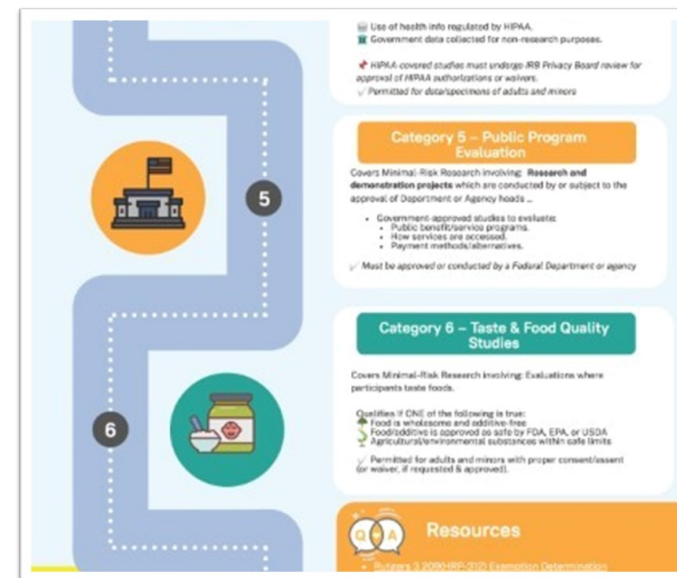 Use of health info regulated by HIPAA.
Government data collected for non-research purposes.
HIPAA-covered studies must undergo IRB Privacy Board review for
approval of HIPAA authorizations or waivers.
Permitted for data/specimens of adults and minors
Category 5 – Public Program
Evaluation
Covers Minimal-Risk Research involving: Research and
demonstration projects which are conducted by or subject to the
approval of Department or Agency heads ...
Government-approved studies to evaluate:
Public benefit/service programs.
How services are accessed.
Payment methods/alternatives.
Must be approved or conducted by a Federal Department or agency
5
Category 6 – Taste & Food Quality
Studies
Covers Minimal-Risk Research involving: Evaluations where
participants taste foods.
Qualifies if ONE of the following is true:
Food is wholesome and additive-free
Food/additive is approved as safe by FDA, EPA, or USDA
Agricultural/environmental substances within safe limits
Permitted for adults and minors with proper consent/assent
(or waiver, if requested & approved).
6
Q A
Resources
Rutgers 3.209(HRP-312) Exemption Determination